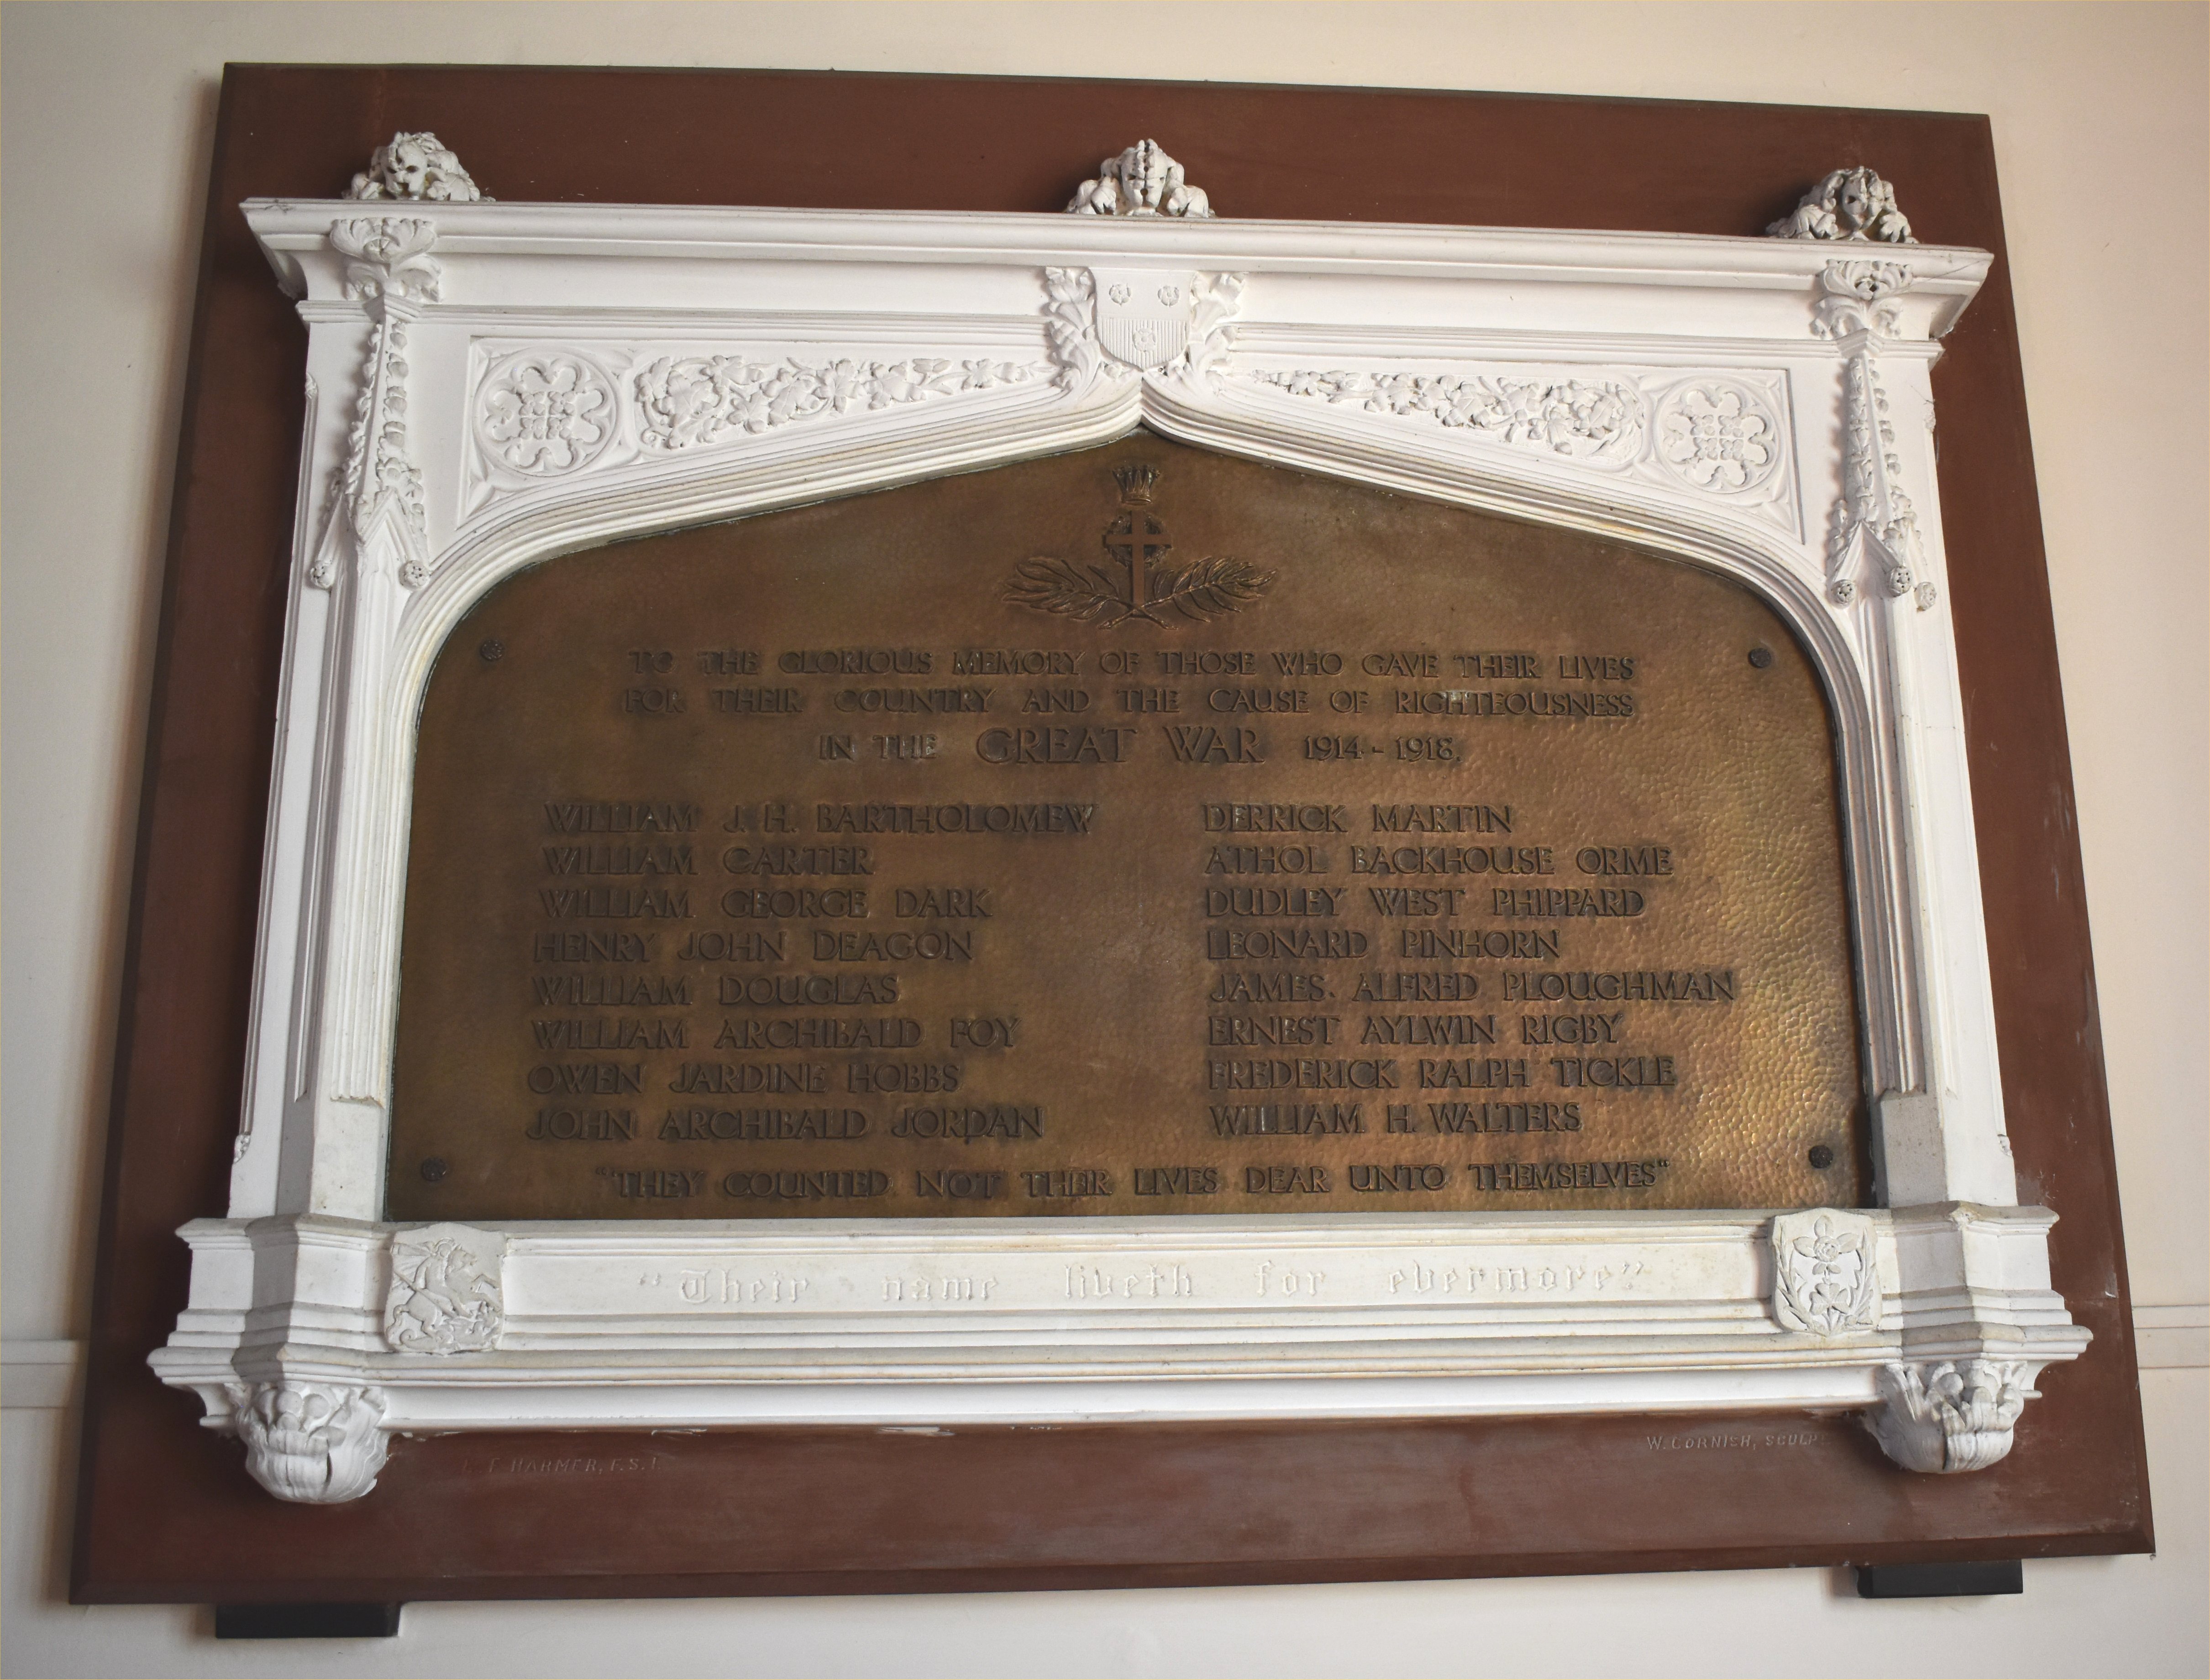 TO THE GLORIOUS MEMORY OF THOSE WHO GAVE THEIR LIVES
FOR THEIR COUNTRY AND THE CAUSE OF RIGHTEOUSNESS
IN THE GREAT WAR 1914 - 1918.
WILLIAM J. H. BARTHOLOMEW
WILLIAM CARTER
WILLIAM GEORGE DARK
HENRY JOHN DEAGON
WILLIAM DOUGLAS
WILLIAM ARCHIBALD FOY
OWEN JARDINE HOBBS
JOHN ARCHIBALD JORDAN
DERRICK MARTIN
ATHOL BACKHOUSE ORME
DUDLEY WEST PHIPPARD
LEONARD PINHORN
JAMES. ALFRED PLOUGHMAN
ERNEST AYLWIN RIGBY
FREDERICK RALPH TICKLE
WILLIAM H. WALTERS
"THEY COUNTED NOT THEIR LIVES DEAR UNTO THEMSELVES"
"Their name liveth for evermore"
HARMER, F.S.I.
W. CORNISH, SCULP